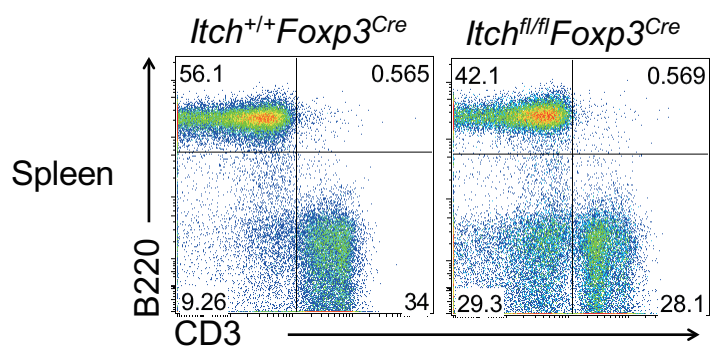 Itch+/+Foxp3Cre Itchfl/flFoxp3Cre
56.1 0.565 42.1 0.569
Spleen
B220
9.26 34 29.3 28.1
CD3